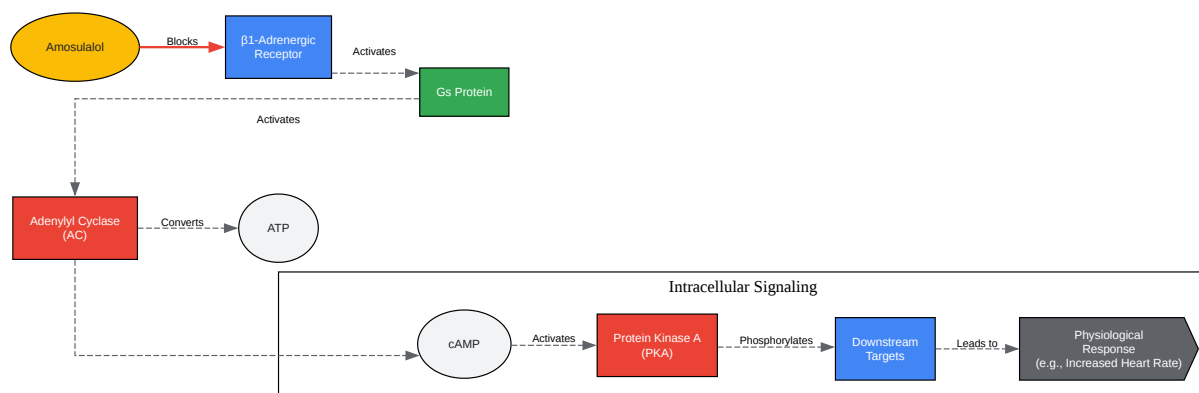 Amosulalol
Blocks
β1-Adrenergic
Receptor
Activates
Gs Protein
Activates
Adenylyl Cyclase
(AC)
Converts
ATP
Intracellular Signaling
cAMP
Activates
Protein Kinase A
(PKA)
Phosphorylates
Downstream
Targets
Leads to
Physiological
Response
(e.g., Increased Heart Rate)